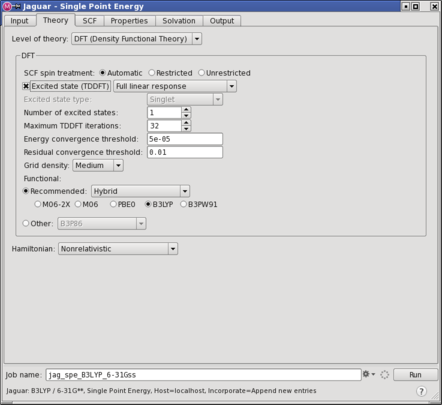 Jaguar - Single Point Energy
Input Theory SCF Properties Solvation Output
Level of theory: DFT (Density Functional Theory)
DFT
SCF spin treatment: Automatic Restricted Unrestricted
Excited state (TDDFT) Full linear response
Excited state type: Singlet
Number of excited states: 1
Maximum TDDFT iterations: 32
Energy convergence threshold: 5e-05
Residual convergence threshold: 0.01
Grid density: Medium
Functional:
Recommended: Hybrid
M06-2X M06 PBE0 B3LYP B3PW91
Other: B3P86
Hamiltonian: Nonrelativistic
Job name: jag_spe_B3LYP_6-31Gss Run
Jaguar: B3LYP / 6-31G**, Single Point Energy, Host=localhost, Incorporate=Append new entries ?